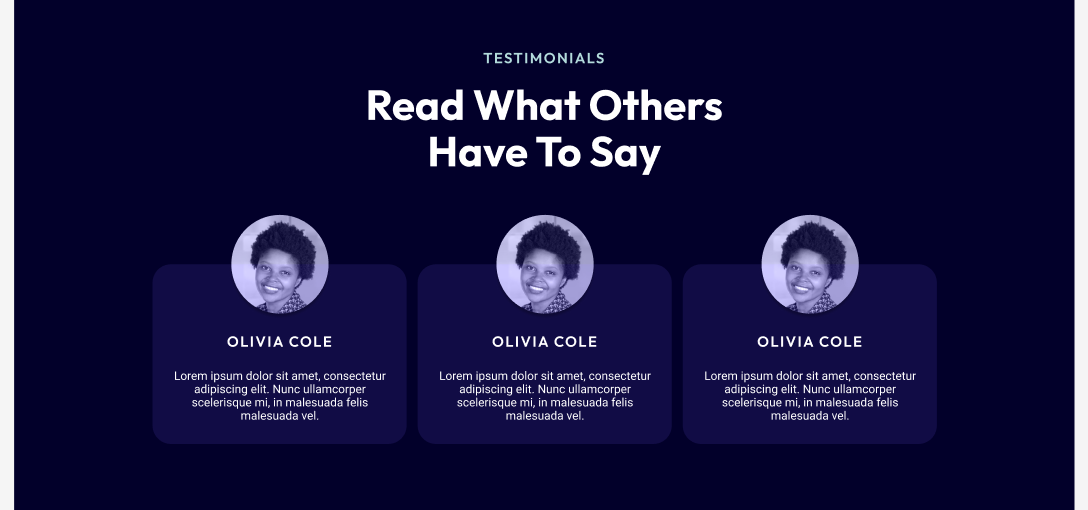 TESTIMONIALS
Read What Others
Have To Say
OLIVIA COLE
Lorem ipsum dolor sit amet, consectetur
adipiscing elit. Nunc ullamcorper
scelerisque mi, in malesuada felis
malesuada vel.
OLIVIA COLE
Lorem ipsum dolor sit amet, consectetur
adipiscing elit. Nunc ullamcorper
scelerisque mi, in malesuada felis
malesuada vel.
OLIVIA COLE
Lorem ipsum dolor sit amet, consectetur
adipiscing elit. Nunc ullamcorper
scelerisque mi, in malesuada felis
malesuada vel.